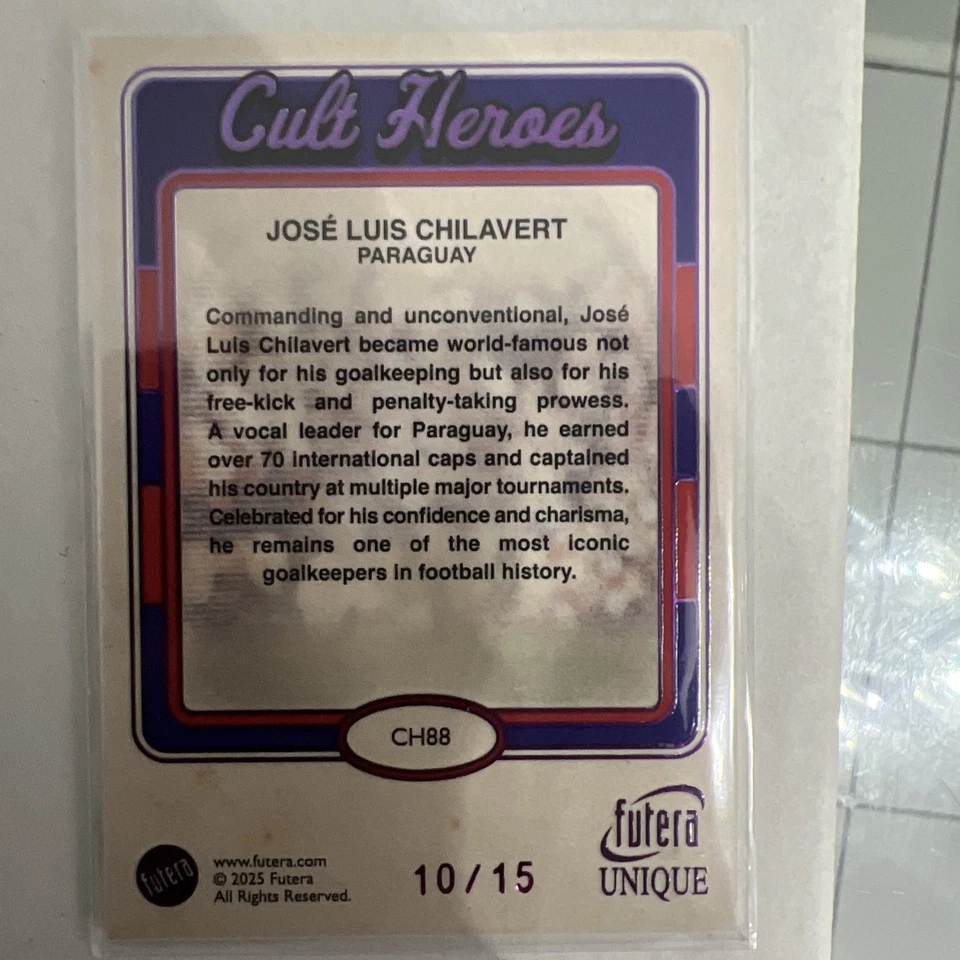 Cult Heroes
JOSÉ LUIS CHILAVERT
PARAGUAY
Commanding and unconventional, José
Luis Chilavert became world-famous not
only for his goalkeeping but also for his
free-kick and penalty-taking prowess.
A vocal leader for Paraguay, he earned
over 70 international caps and captained
his country at multiple major tournaments.
Celebrated for his confidence and charisma,
he remains one of the most iconic
goalkeepers in football history.
CH88
futera
www.futera.com
© 2025 Futera
All Rights Reserved.
10/15
futera
UNIQUE